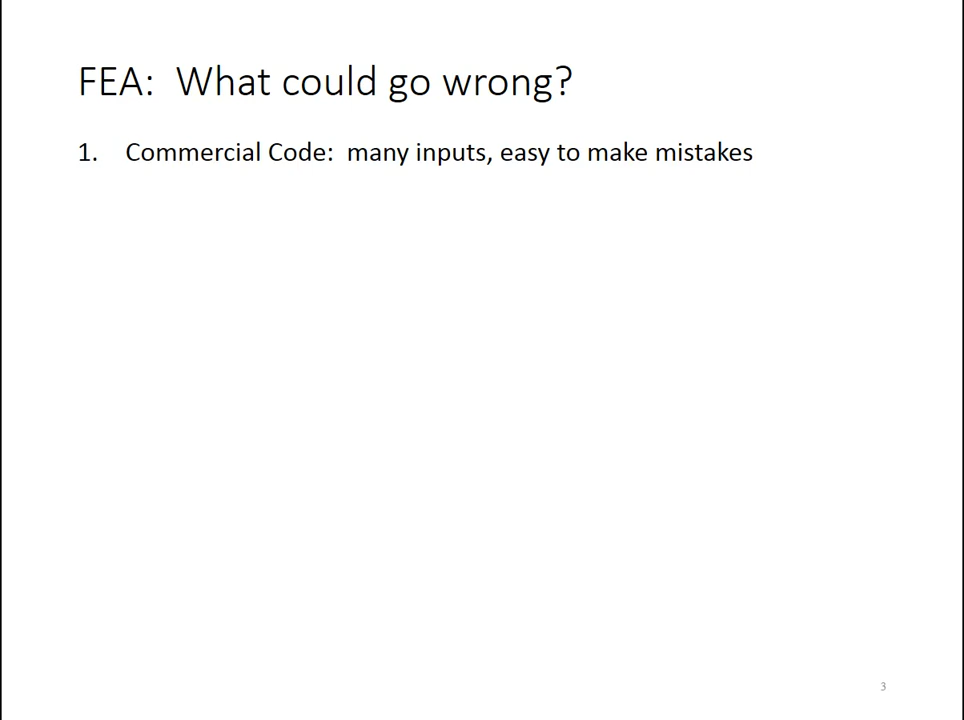 FEA: What could go wrong?
1. Commercial Code: many inputs, easy to make mistakes
3